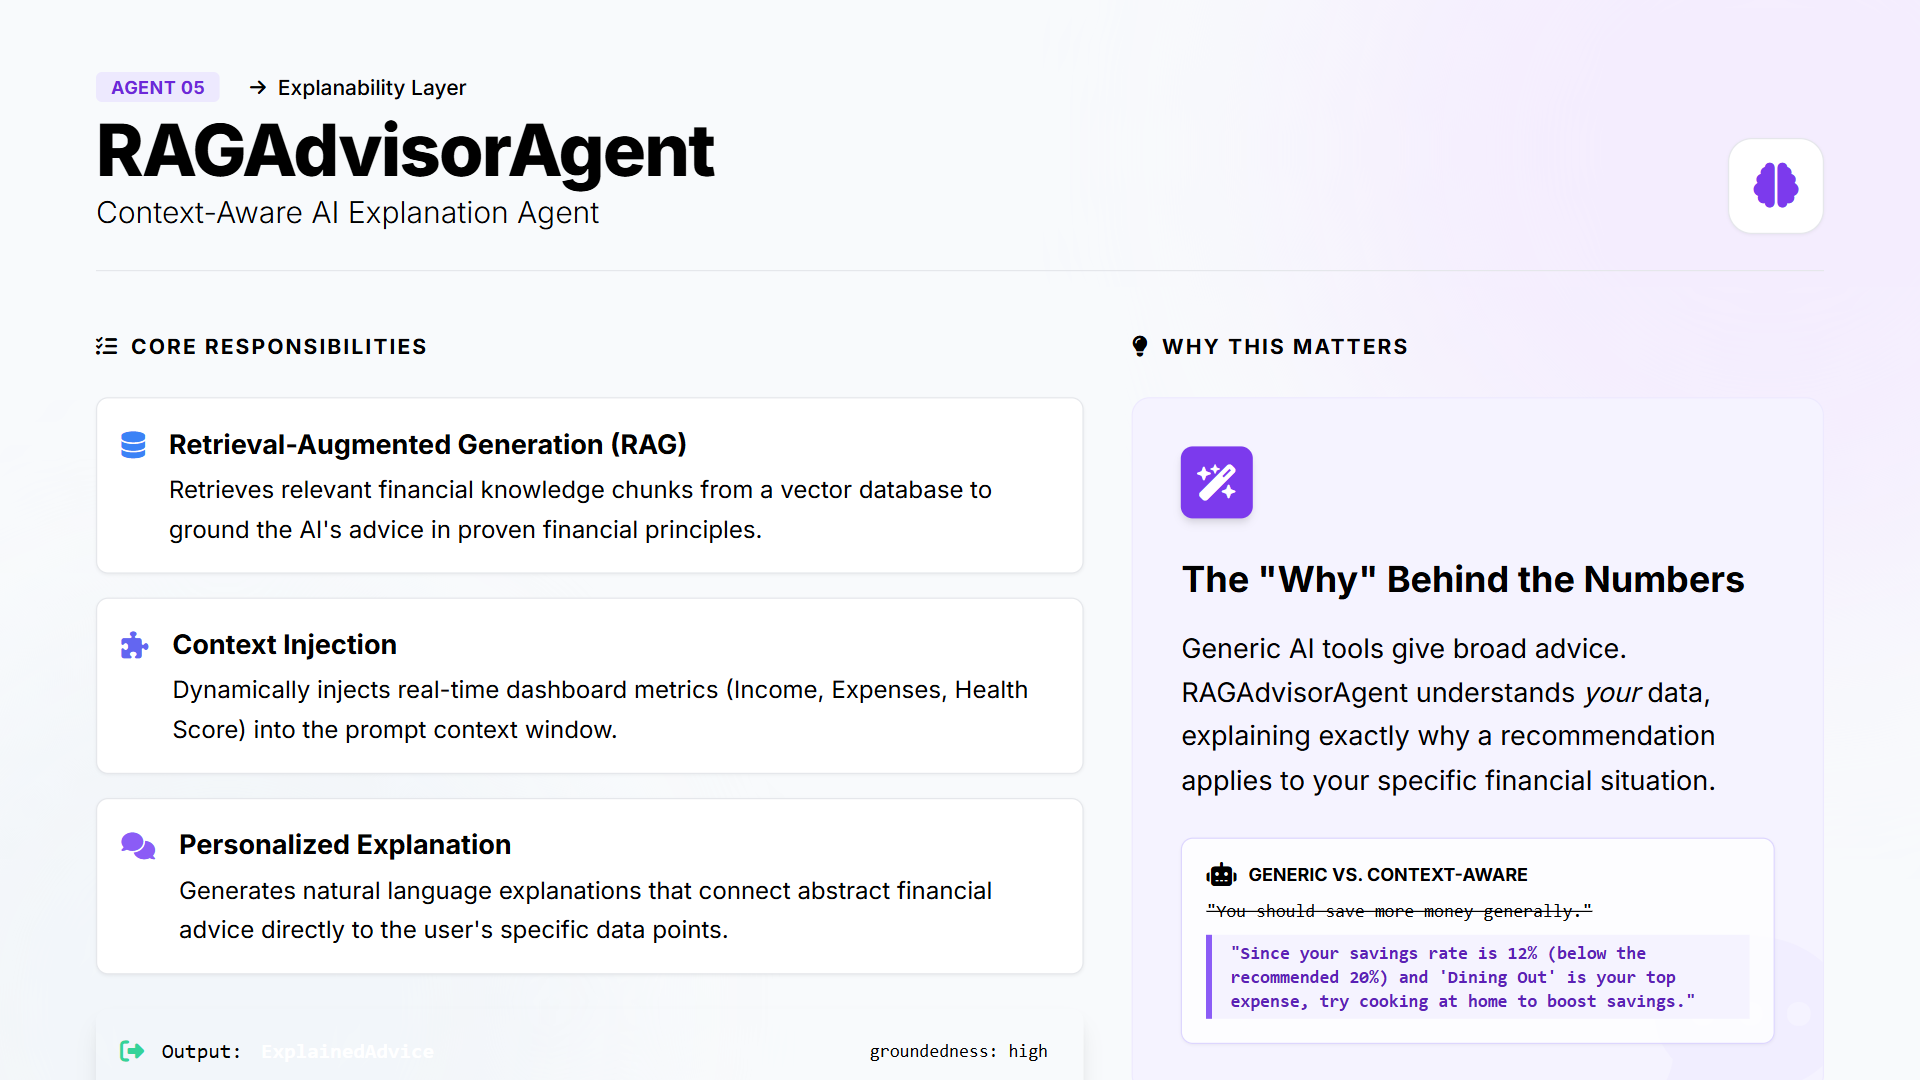 AGENT 05
→ Explanability Layer
RAGAdvisorAgent
Context-Aware AI Explanation Agent
CORE RESPONSIBILITIES
Retrieval-Augmented Generation (RAG)
Retrieves relevant financial knowledge chunks from a vector database to
ground the AI's advice in proven financial principles.
Context Injection
Dynamically injects real-time dashboard metrics (Income, Expenses, Health
Score) into the prompt context window.
Personalized Explanation
Generates natural language explanations that connect abstract financial
advice directly to the user's specific data points.
Output: ExplainedAdvice
groundedness: high
WHY THIS MATTERS
The "Why" Behind the Numbers
Generic AI tools give broad advice.
RAGAdvisorAgent understands your data,
explaining exactly why a recommendation
applies to your specific financial situation.
GENERIC VS. CONTEXT-AWARE
"You should save more money generally."
"Since your savings rate is 12% (below the
recommended 20%) and 'Dining Out' is your top
expense, try cooking at home to boost savings."